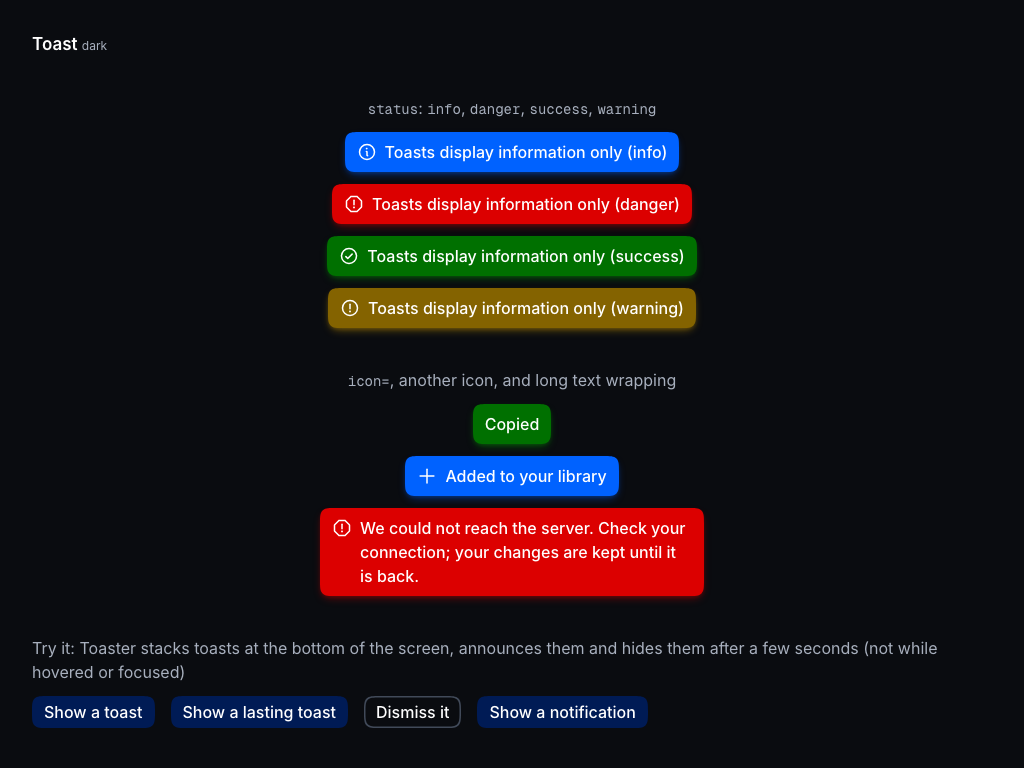 Toast dark
status: info, danger, success, warning
Toasts display information only (info)
Toasts display information only (danger)
Toasts display information only (success)
Toasts display information only (warning)
icon=, another icon, and long text wrapping
Copied
Added to your library
We could not reach the server. Check your
connection; your changes are kept until it
is back.
Try it: Toaster stacks toasts at the bottom of the screen, announces them and hides them after a few seconds (not while
hovered or focused)
Show a toast Show a lasting toast Dismiss it Show a notification